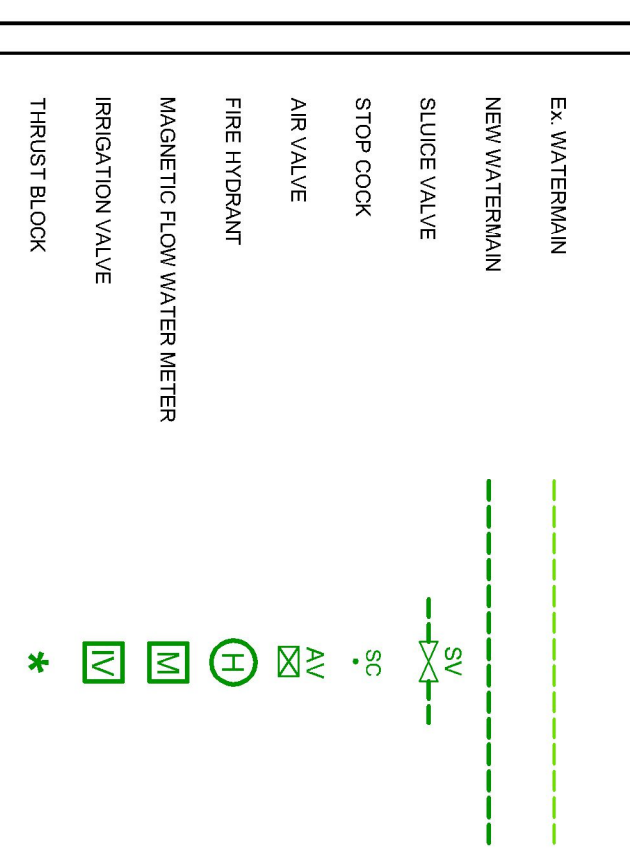 Ex. WATERMAIN
NEW WATERMAIN
SLUICE VALVE SV
STOP COCK SC
AIR VALVE AV
FIRE HYDRANT H
MAGNETIC FLOW WATER METER M
IRRIGATION VALVE IV
THRUST BLOCK *